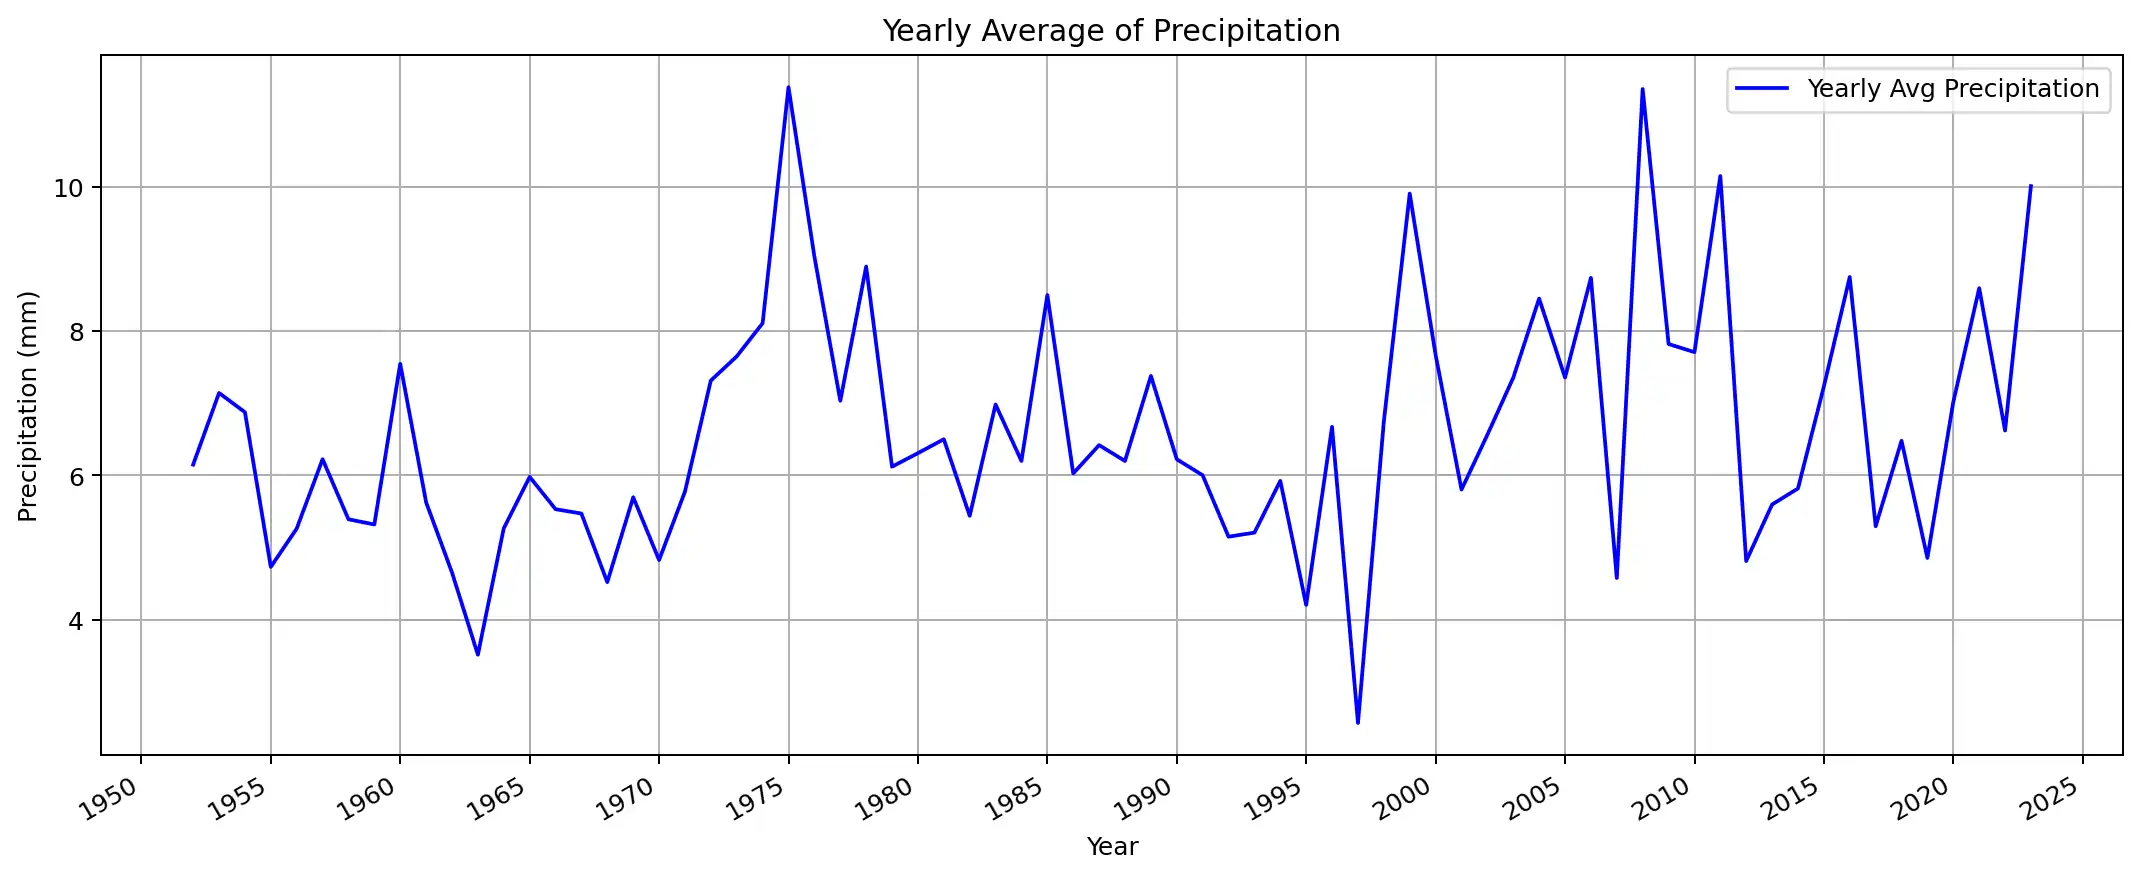 Yearly Average of Precipitation
Yearly Avg Precipitation
Precipitation (mm)
10
8
6
4
1950 1955 1960 1965 1970 1975 1980 1985 1990 1995 2000 2005 2010 2015 2020 2025
Year